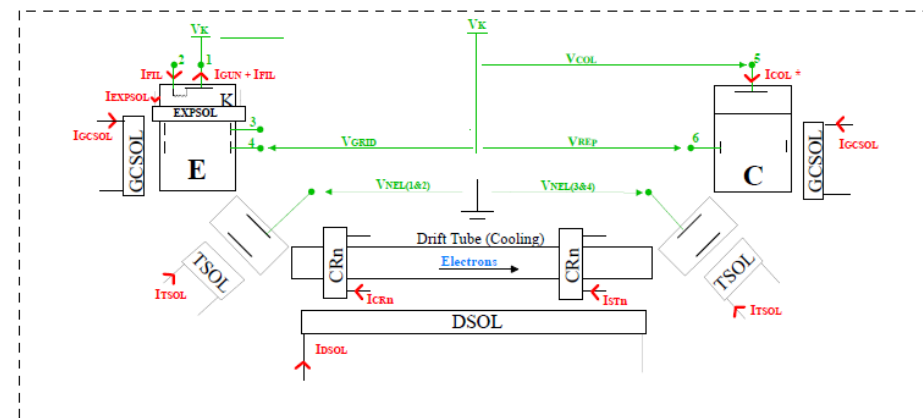 VK VK
2 1 5
VCOL
IFIL IGUN + IFIL ICOL +
IEXPSOL K
EXPSOL
IGCSOL 3 IGCSOL
4 VGRID VREP 6
GCSOL E C GCSOL
VNEL(1&2) VNEL(3&4)
Drift Tube (Cooling)
TSOL CRn Electrons CRn TSOL
ITSOL ICRn ISTn ITSOL
DSOL
IDSOL